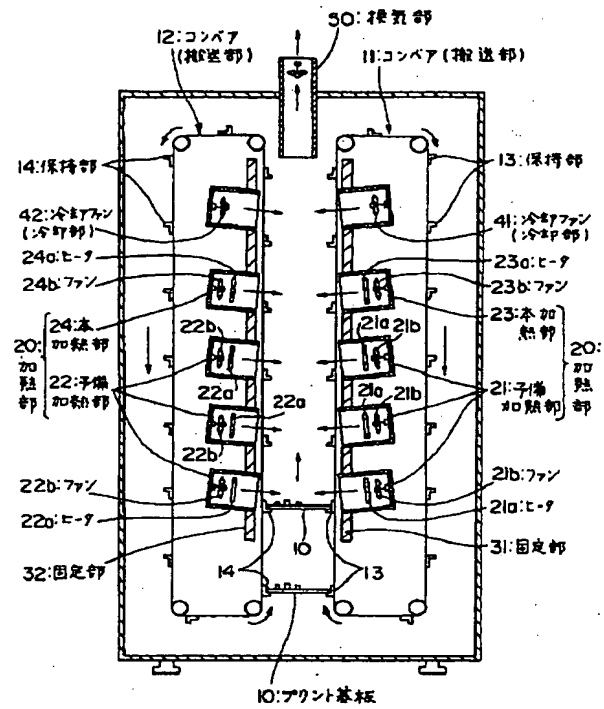 50:換気部
12:コンベア
(搬送部)
11:コンベア(搬送部)
14:保持部
13:保持部
42:冷却ファン
(冷却部)
41:冷却ファン
(冷却部)
24a:ヒータ
23a:ヒータ
24b:ファン
23b:ファン
24:本
加熱部
23:本加
熱部
22b
21a 21b
20:
加
熱
部
20:
加
熱
部
22:予備
加熱部
21:予備
加熱部
22a
22a
21a
21b
22b
22b:ファン
21b:ファン
22a:ヒータ
21a:ヒータ
10
32:固定部
31:固定部
14
13
10:プリント基板